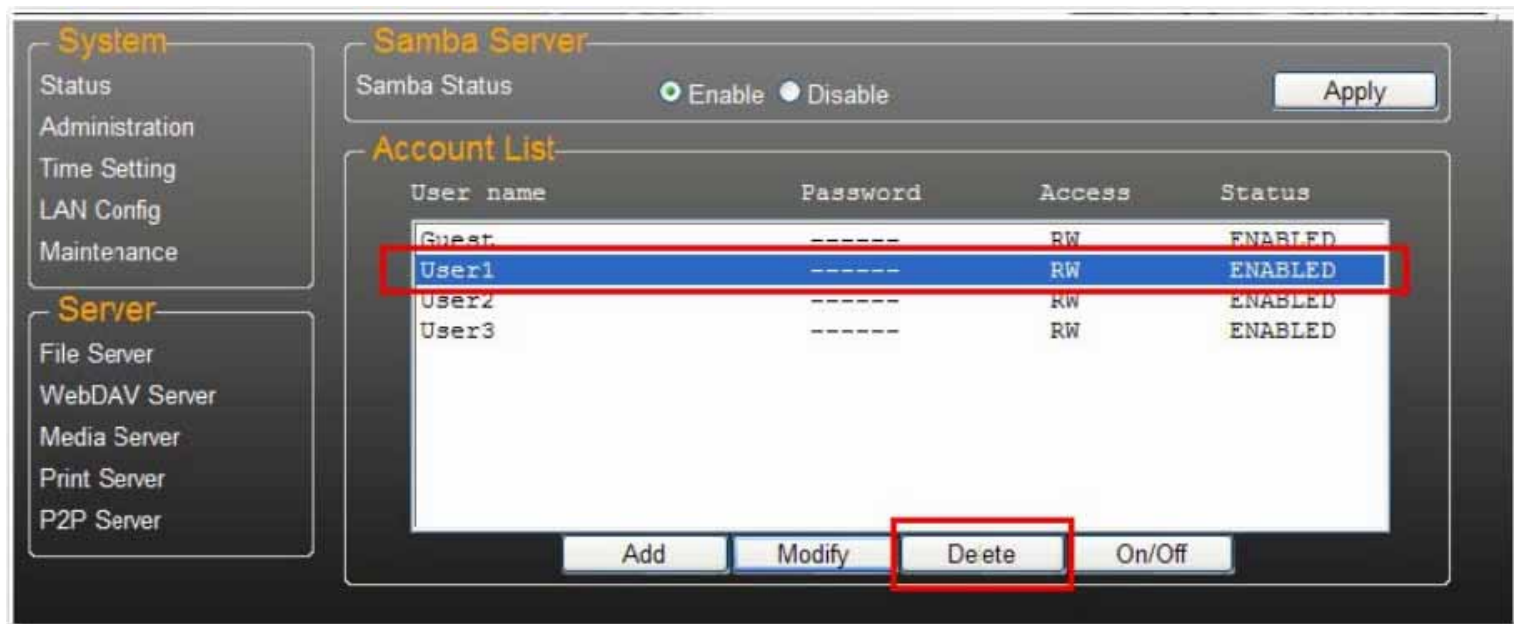 System
Status
Administration
Time Setting
LAN Config
Maintenance
Server
File Server
WebDAV Server
Media Server
Print Server
P2P Server
Samba Server
Samba Status Enable Disable Apply
Account List
User name Password Access Status
Guest ------ RW ENABLED
User1 ------ RW ENABLED
User2 ------ RW ENABLED
User3 ------ RW ENABLED
Add Modify Delete On/Off